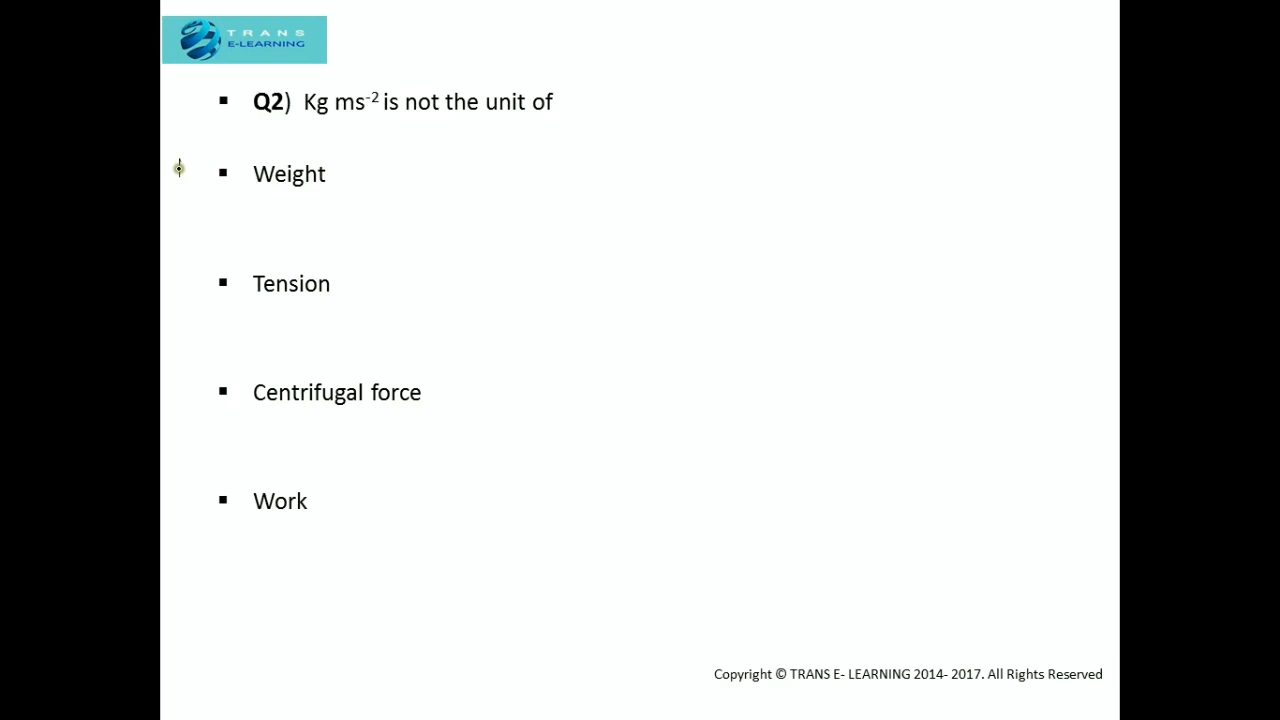 TRANS
E-LEARNING
▪ Q2) Kg ms⁻² is not the unit of
▪ Weight
▪ Tension
▪ Centrifugal force
▪ Work
Copyright © TRANS E- LEARNING 2014- 2017. All Rights Reserved